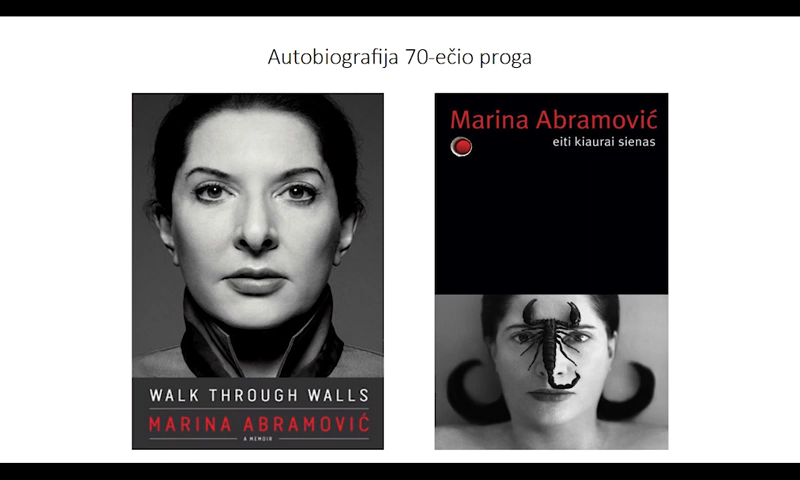 Autobiografija 70-ečio proga
WALK THROUGH WALLS
MARINA ABRAMOVIĆ
A MEMOIR
Marina Abramović
eiti kiaurai sienas